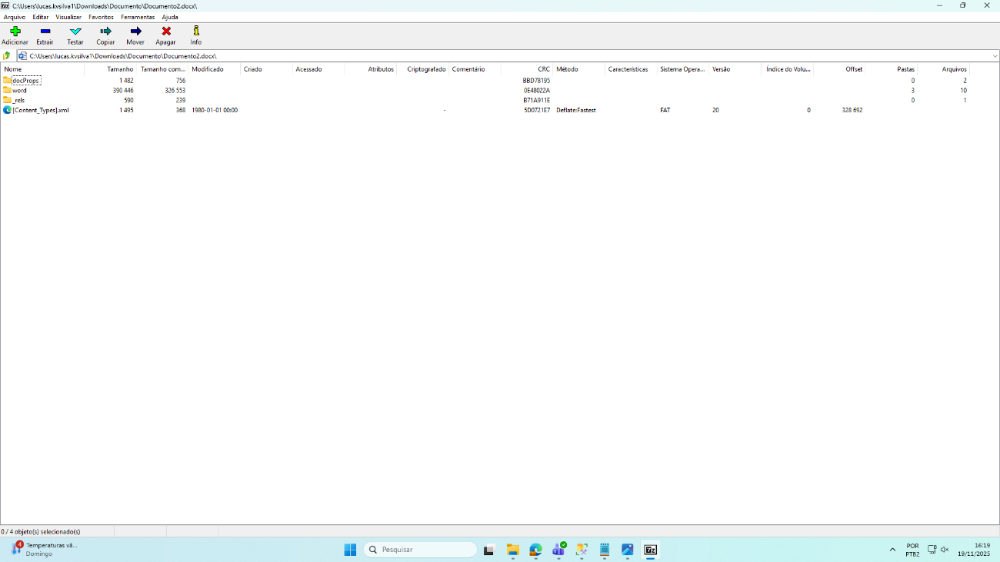 C:\Users\lucas.kvsilva1\Downloads\Documento\Documento2.docx\
Arquivo Editar Visualizar Favoritos Ferramentas Ajuda
Adicionar Extrair Testar Copiar Mover Apagar Info
C:\Users\lucas.kvsilva1\Downloads\Documento\Documento2.docx\
Nome Tamanho Tamanho com... Modificado Criado Acessado Atributos Criptografado Comentário CRC Método Características Sistema Opera... Versão Índice do Volu... Offset Pastas Arquivos
docProps 1 482 756 BBD78195 0 2
word 390 446 326 553 0E48022A 3 10
_rels 590 239 B71A911E 0 1
[Content_Types].xml 1 495 368 1980-01-01 00:00 - 5D0721E7 Deflate:Fastest FAT 20 0 328 692
0 / 4 objeto(s) selecionado(s)
4 Temperaturas vã...
Domingo
Pesquisar
POR
PTB2
16:19
19/11/2025